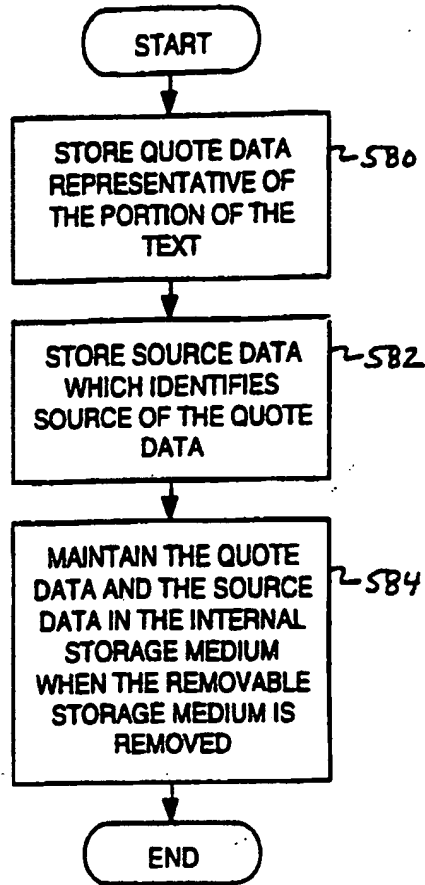 START
STORE QUOTE DATA
REPRESENTATIVE OF
THE PORTION OF THE
TEXT
580
STORE SOURCE DATA
WHICH IDENTIFIES
SOURCE OF THE QUOTE
DATA
582
MAINTAIN THE QUOTE
DATA AND THE SOURCE
DATA IN THE INTERNAL
STORAGE MEDIUM
WHEN THE REMOVABLE
STORAGE MEDIUM IS
REMOVED
584
END